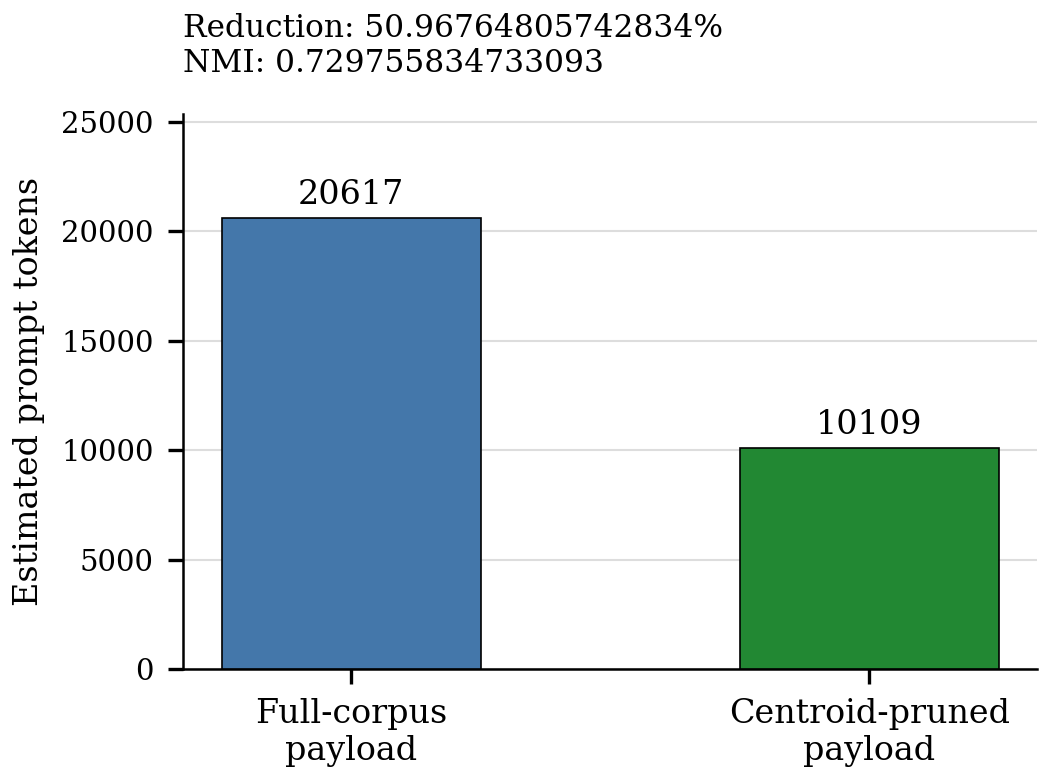 Reduction: 50.96764805742834%
NMI: 0.729755834733093
25000
20000
15000
10000
5000
0
Estimated prompt tokens
20617
10109
Full-corpus
payload
Centroid-pruned
payload